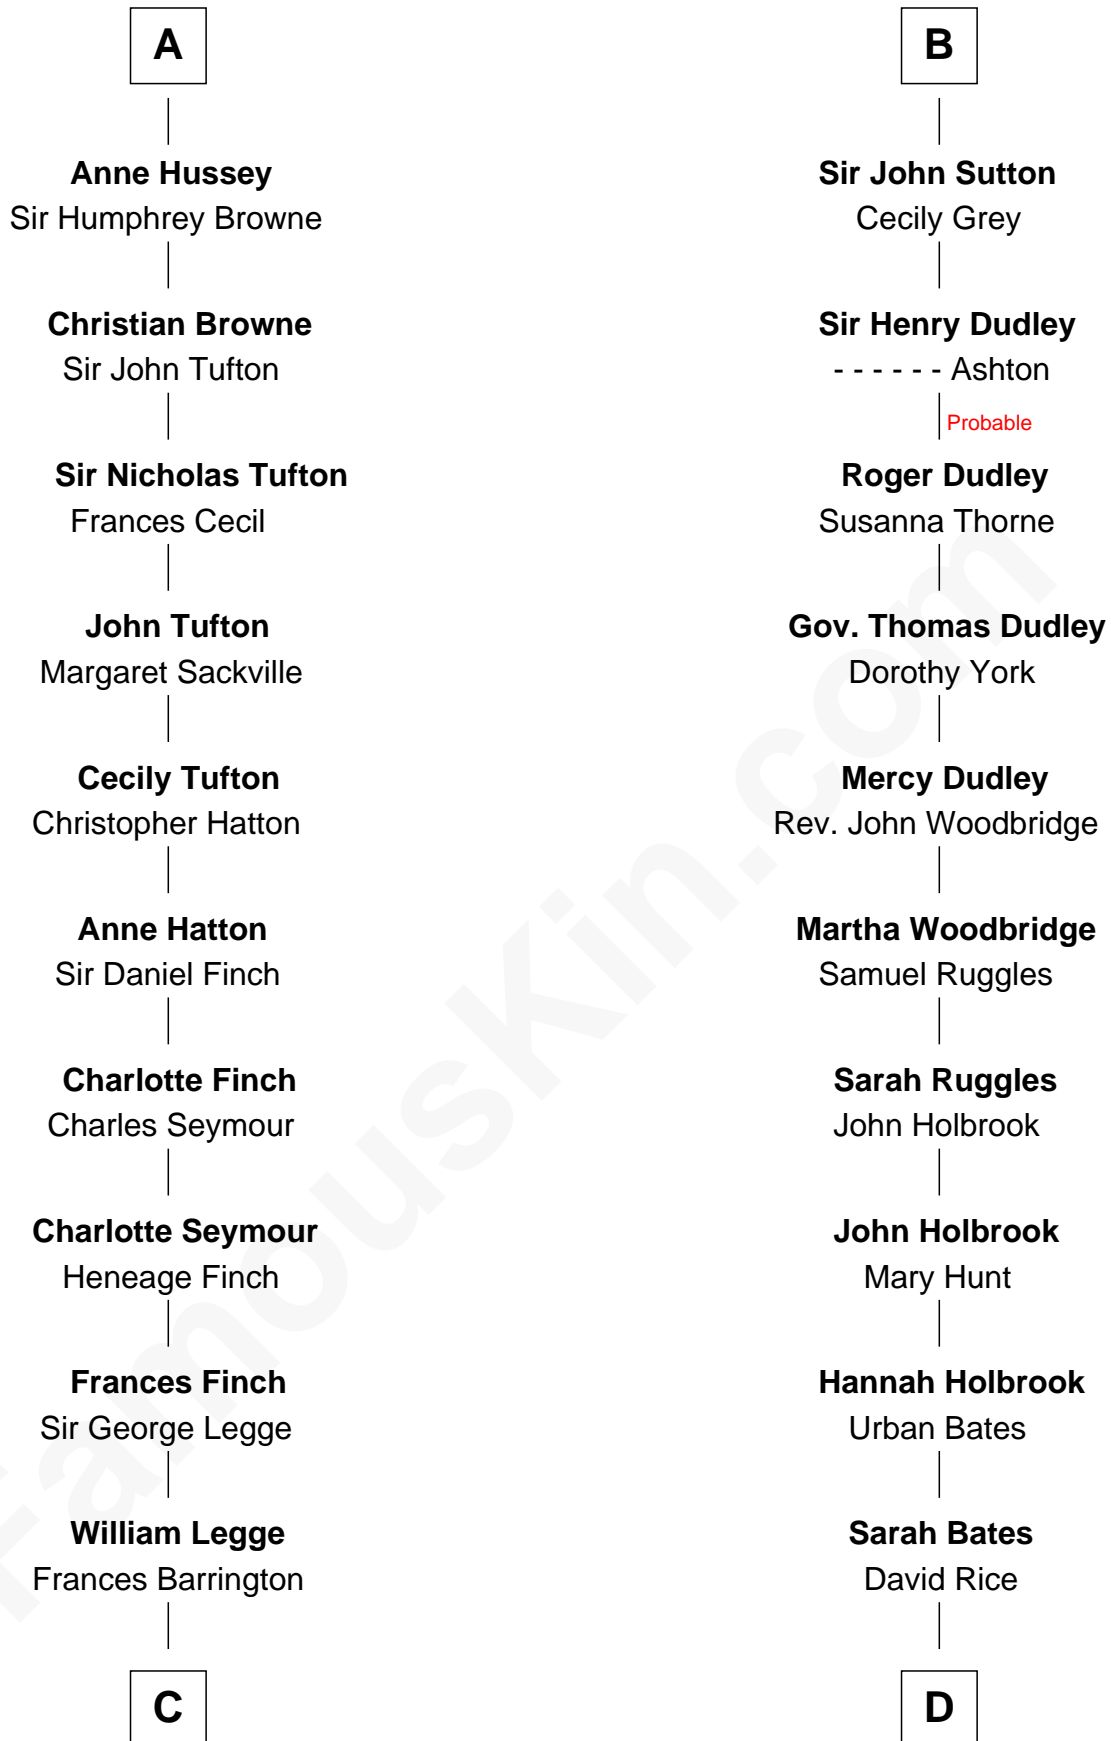 A
Anne Hussey
Sir Humphrey Browne
Christian Browne
Sir John Tufton
Sir Nicholas Tufton
Frances Cecil
John Tufton
Margaret Sackville
Cecily Tufton
Christopher Hatton
Anne Hatton
Sir Daniel Finch
Charlotte Finch
Charles Seymour
Charlotte Seymour
Heneage Finch
Frances Finch
Sir George Legge
William Legge
Frances Barrington
C
B
Sir John Sutton
Cecily Grey
Sir Henry Dudley
- - - - - - Ashton
Probable
Roger Dudley
Susanna Thorne
Gov. Thomas Dudley
Dorothy York
Mercy Dudley
Rev. John Woodbridge
Martha Woodbridge
Samuel Ruggles
Sarah Ruggles
John Holbrook
John Holbrook
Mary Hunt
Hannah Holbrook
Urban Bates
Sarah Bates
David Rice
D
FamousKin.com